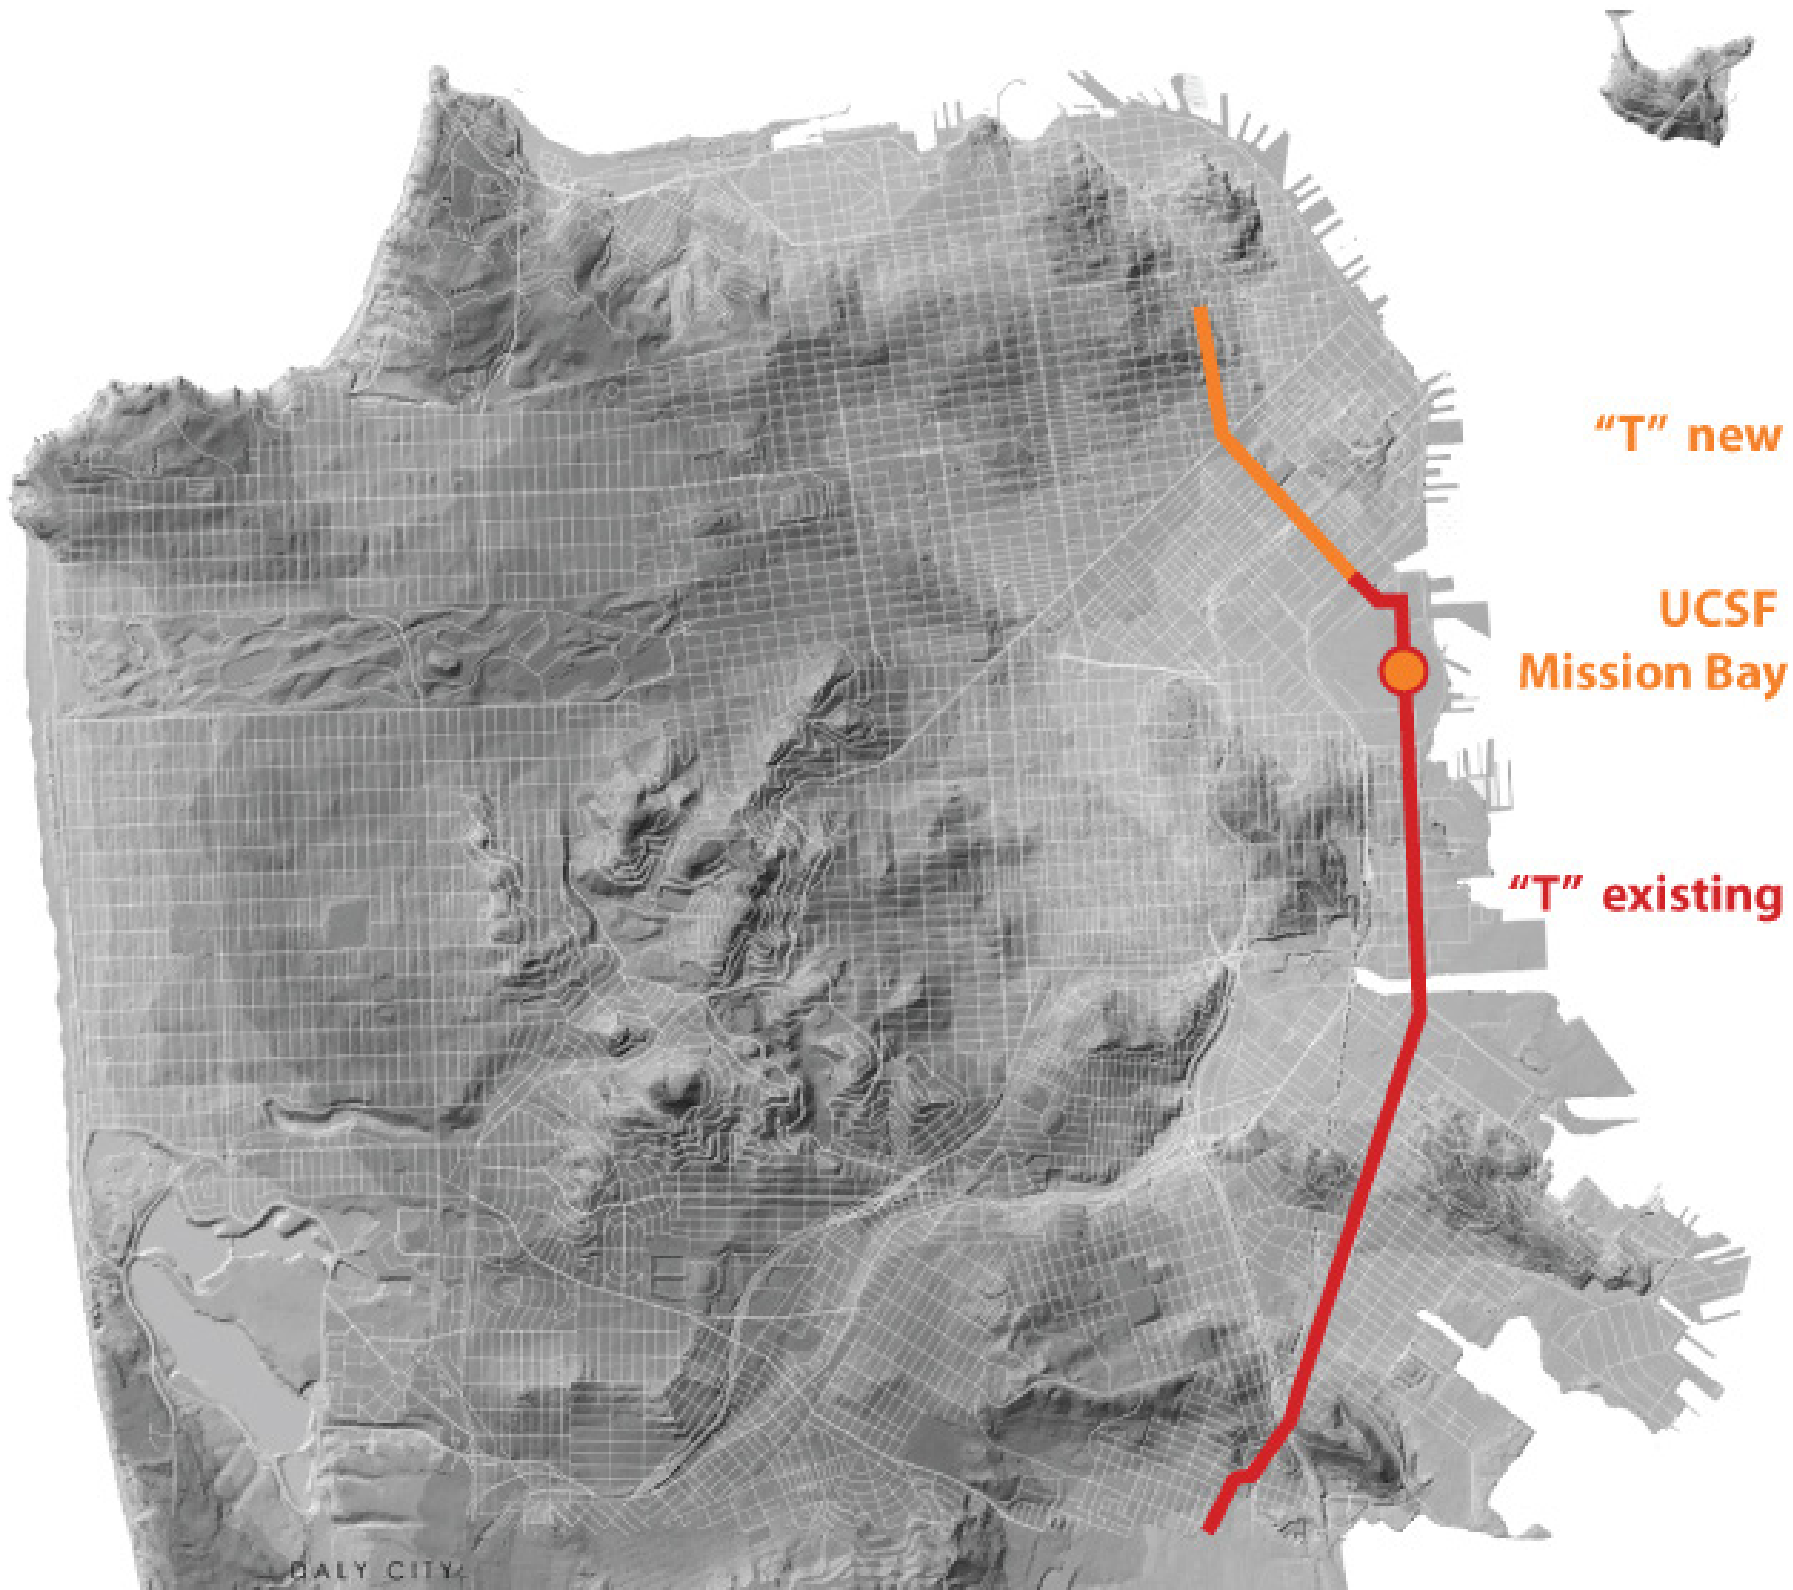 “T” new
UCSF
Mission Bay
“T” existing
DALY CITY